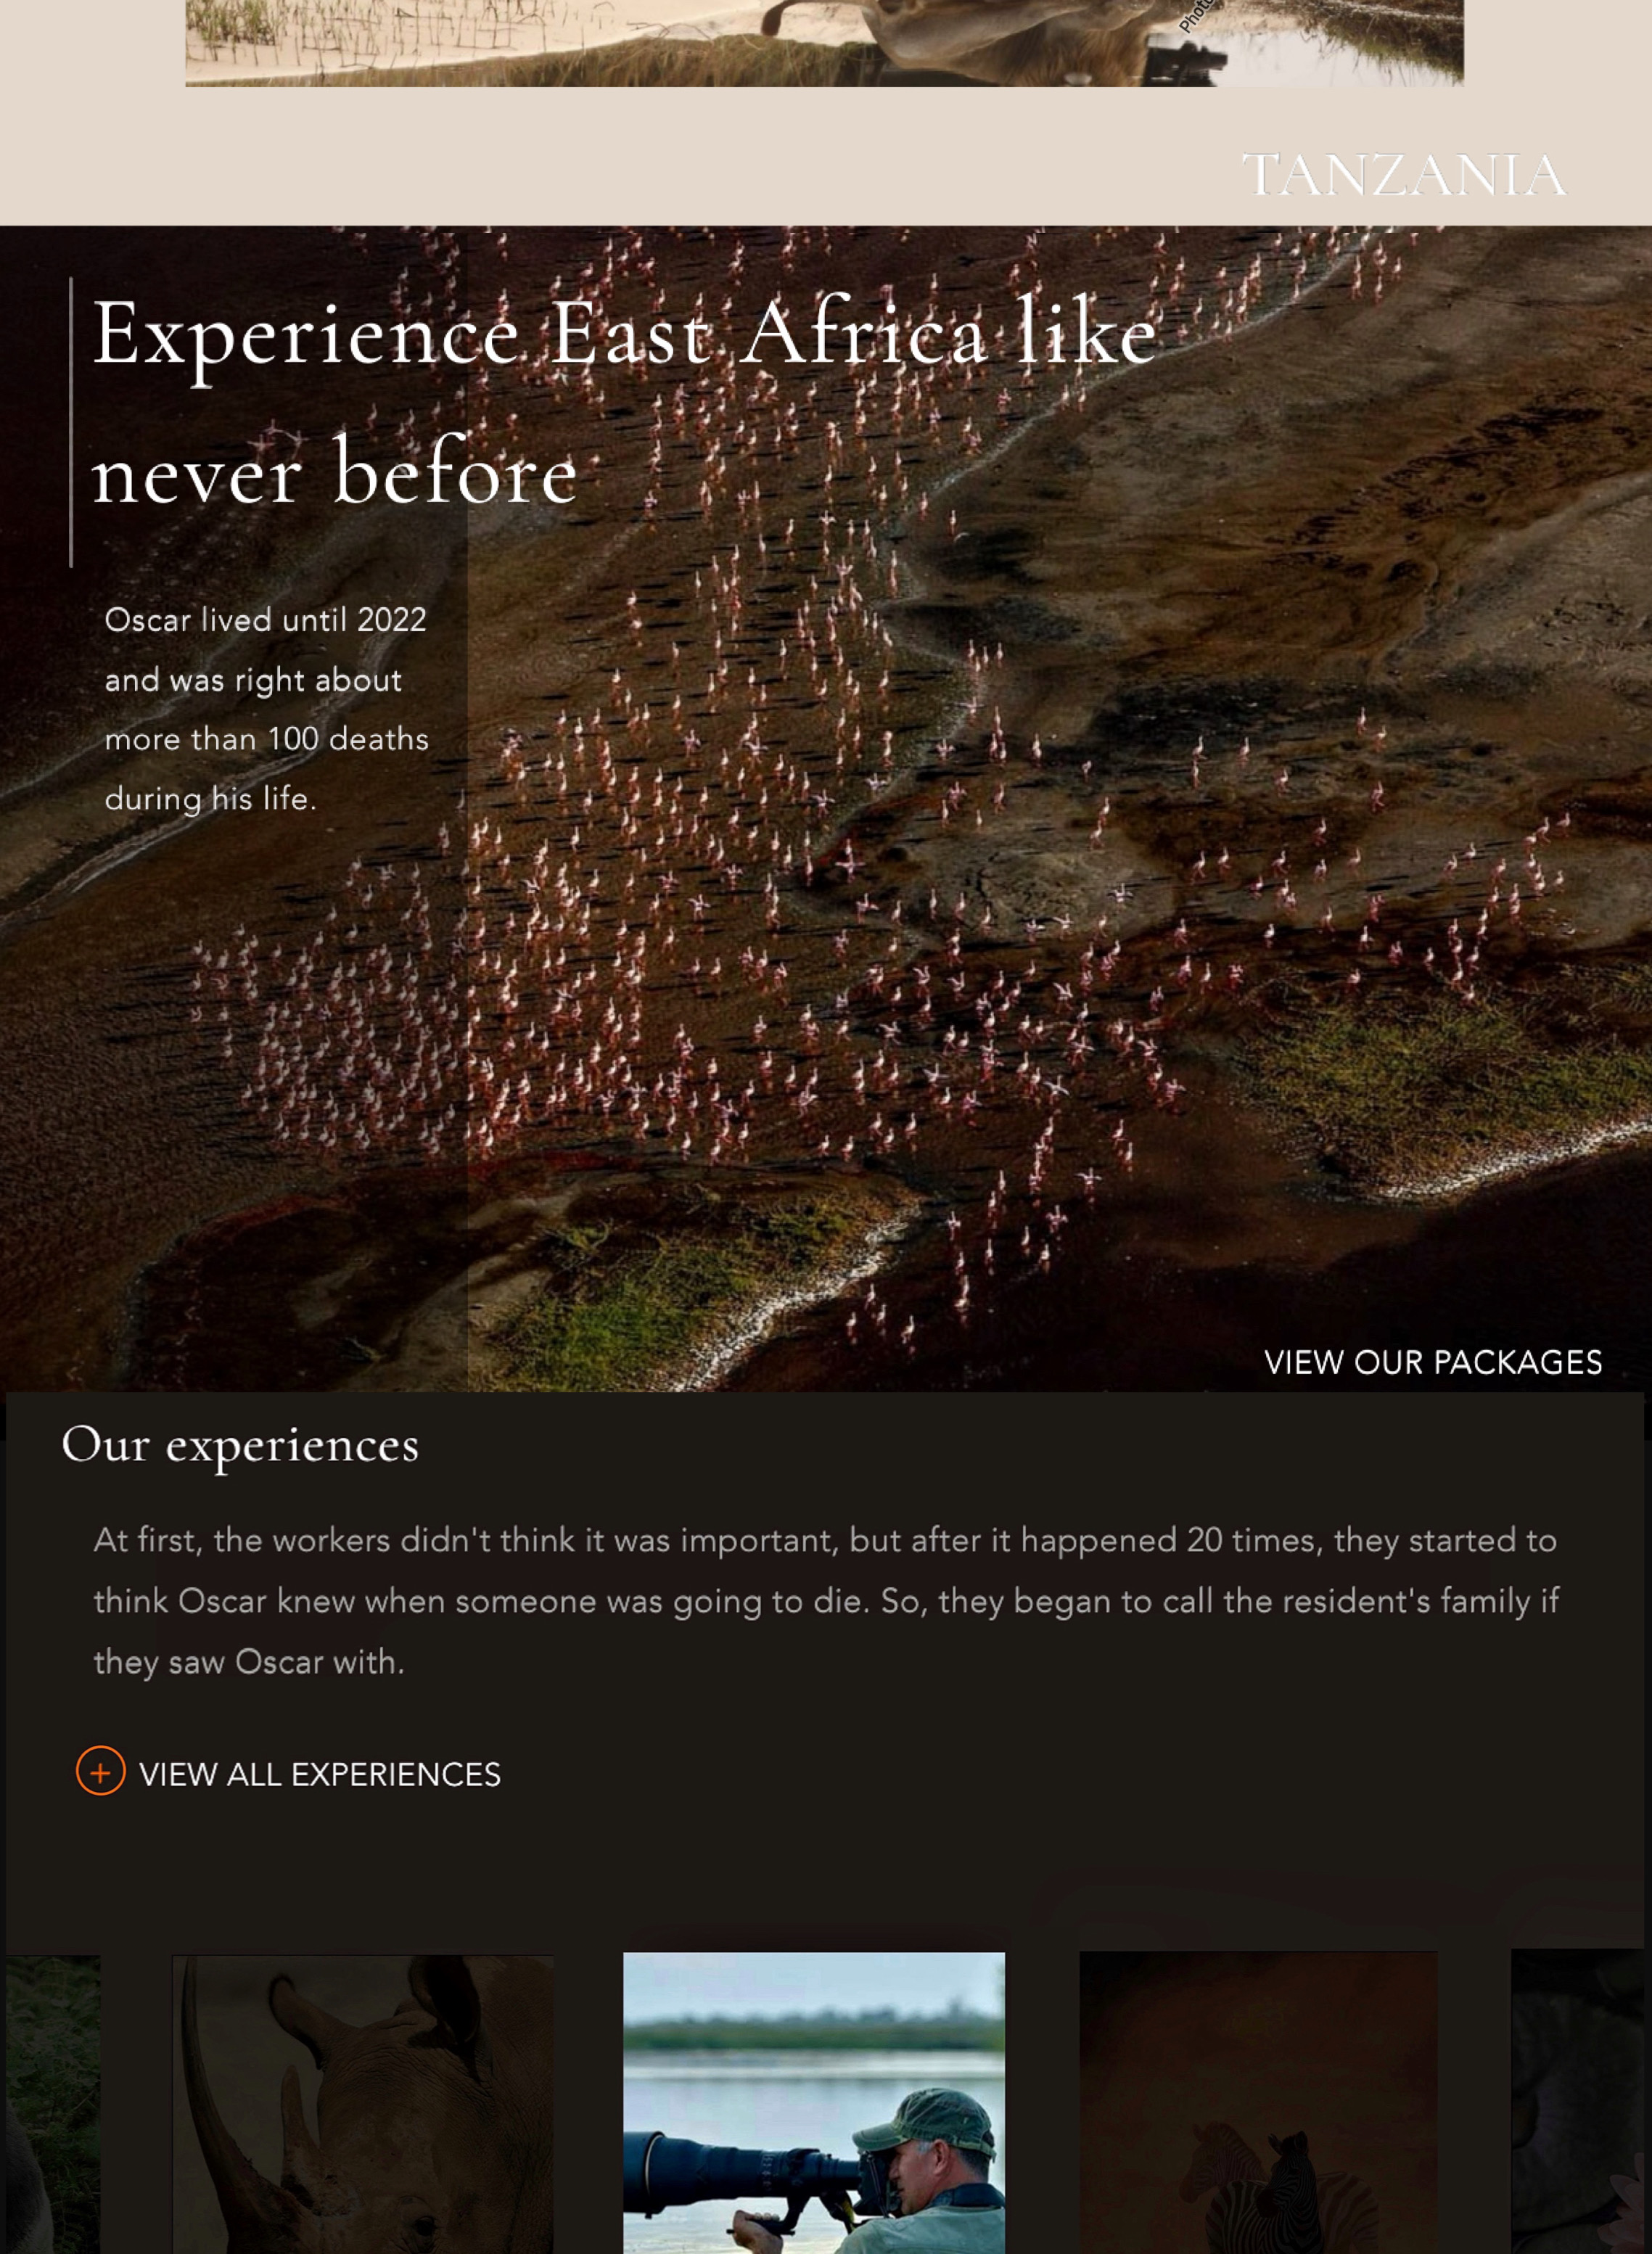 TANZANIA
Experience East Africa like
never before
Oscar lived until 2022
and was right about
more than 100 deaths
during his life.
VIEW OUR PACKAGES
Our experiences
At first, the workers didn't think it was important, but after it happened 20 times, they started to
think Oscar knew when someone was going to die. So, they began to call the resident's family if
they saw Oscar with.
+ VIEW ALL EXPERIENCES